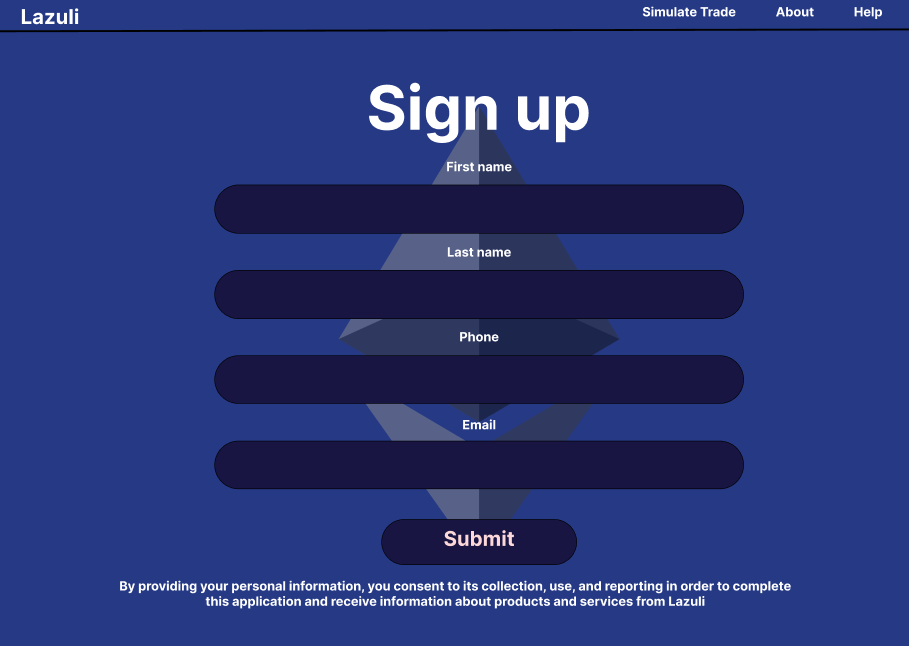 Lazuli
Simulate Trade
About
Help
Sign up
First name
Last name
Phone
Email
Submit
By providing your personal information, you consent to its collection, use, and reporting in order to complete
this application and receive information about products and services from Lazuli